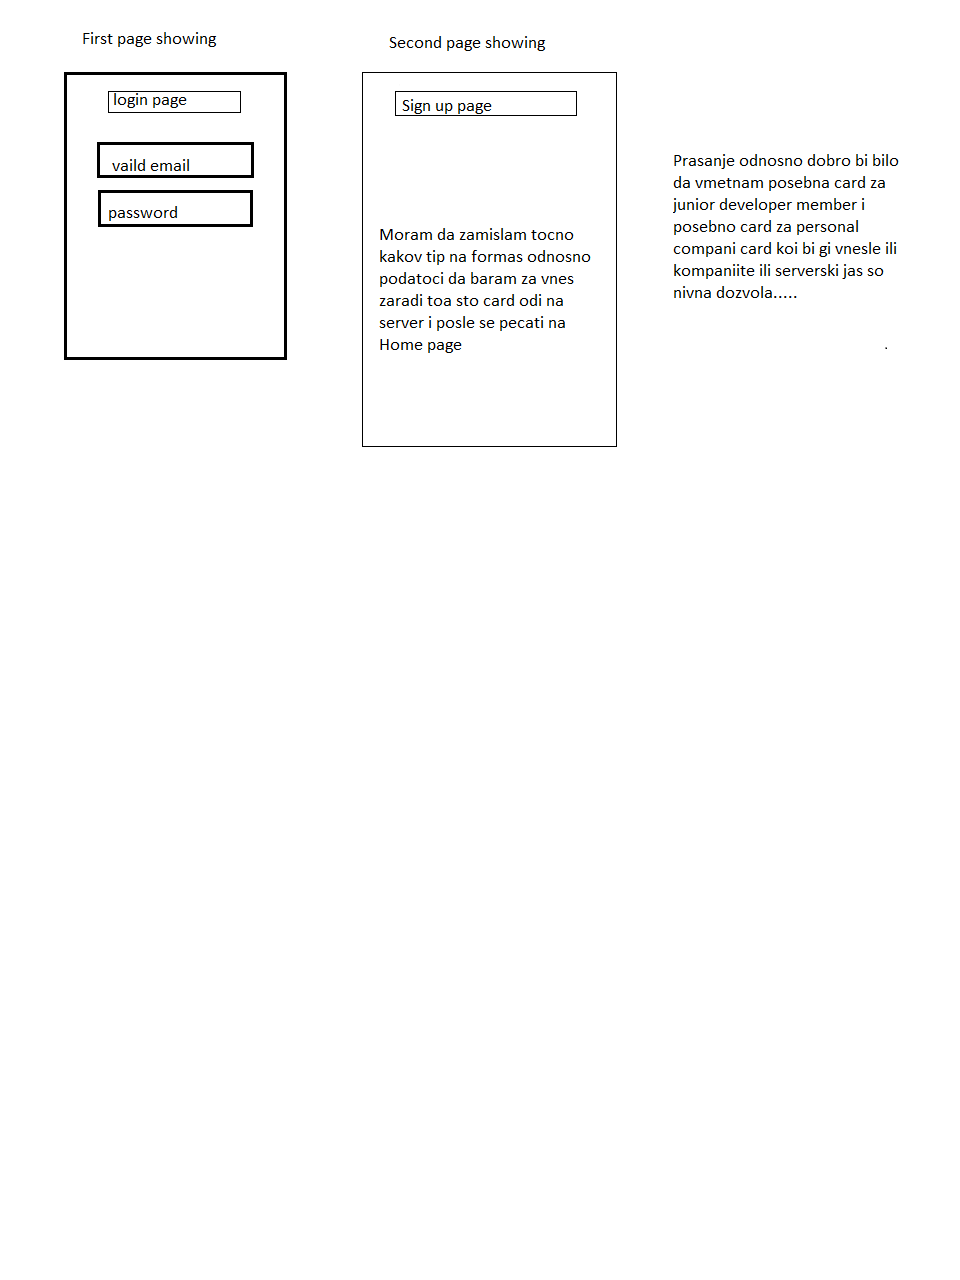 First page showing
login page
vaild email
password
Second page showing
Sign up page
Moram da zamislam tocno
kakov tip na formas odnosno
podatoci da baram za vnes
zaradi toa sto card odi na
server i posle se pecati na
Home page
Prasanje odnosno dobro bi bilo
da vmetnam posebna card za
junior developer member i
posebno card za personal
compani card koi bi gi vnesle ili
kompaniite ili serverski jas so
nivna dozvola.....
.